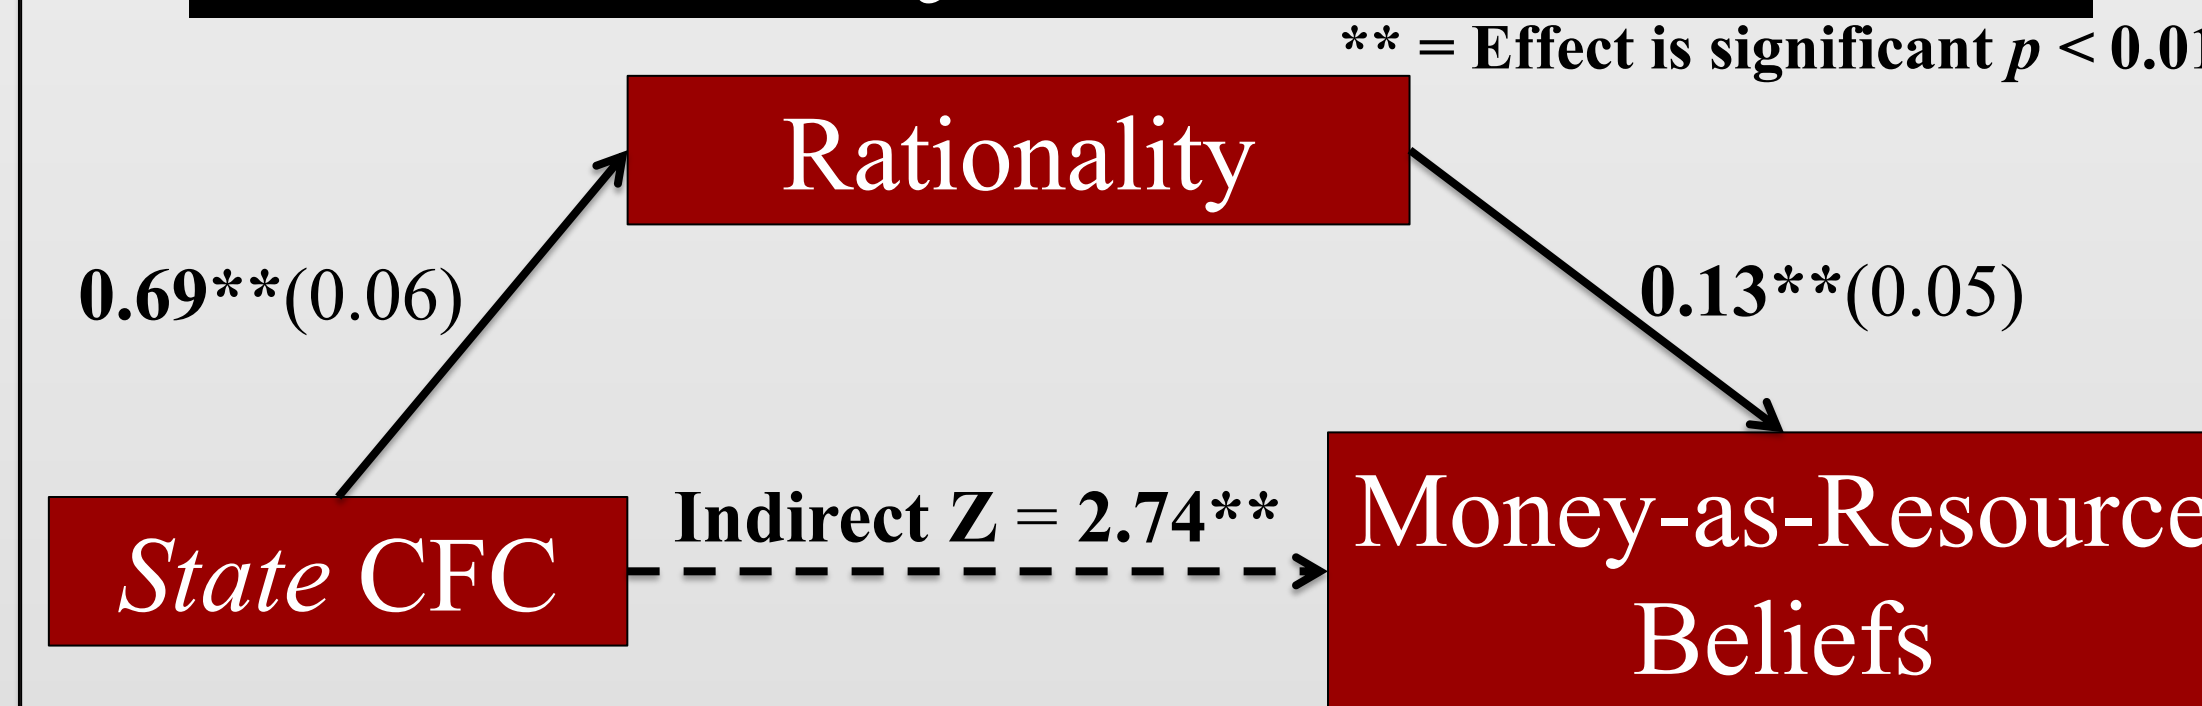 ** = Effect is significant p < 0.01
Rationality
0.69**(0.06)
0.13**(0.05)
Indirect Z = 2.74**
State CFC
Money-as-Resource
Beliefs